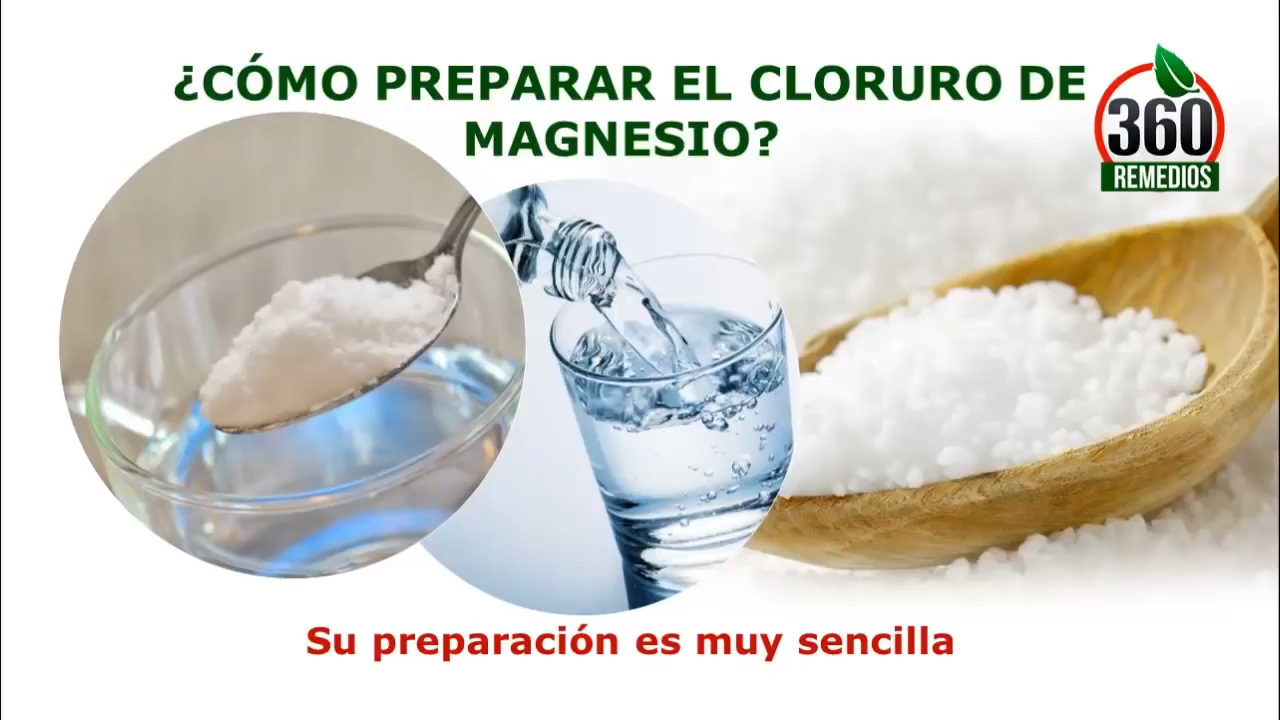 ¿CÓMO PREPARAR EL CLORURO DE
MAGNESIO?
360
REMEDIOS
Su preparación es muy sencilla